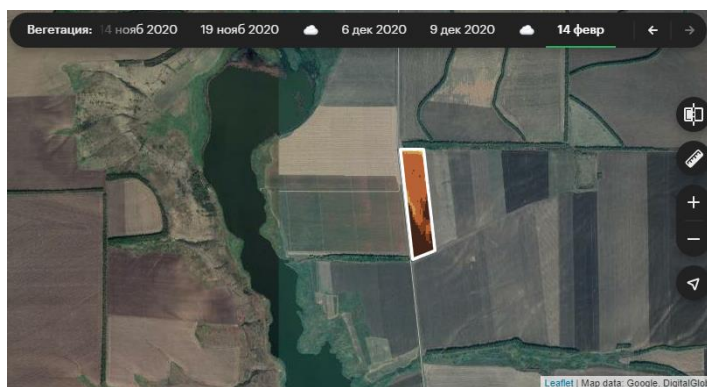 Вегетация: 14 нояб 2020 19 нояб 2020 6 дек 2020 9 дек 2020 14 февр
Leaflet | Map data: Google, DigitalGlob